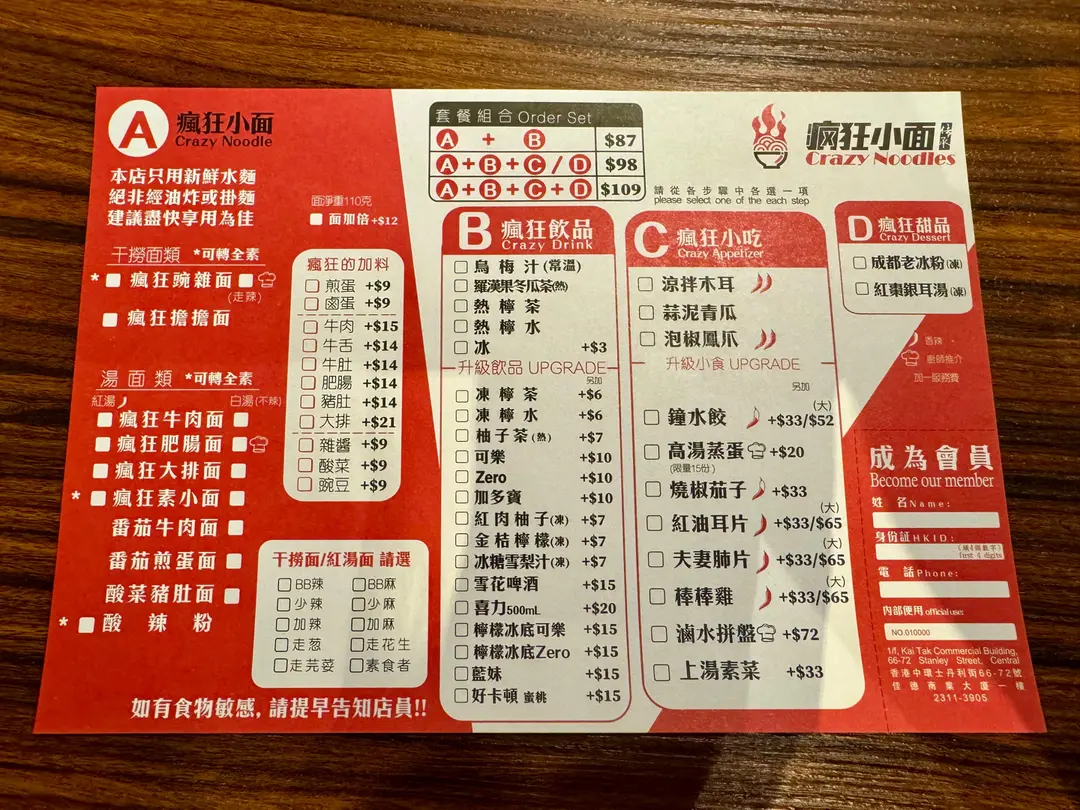 A 瘋狂小面
Crazy Noodle
本店只用新鮮水麵
絕非經油炸或掛麵
建議盡快享用為佳
面淨重110克
面加倍+$12
干撈面類 *可轉全素
* 瘋狂豌雜面
(走辣)
瘋狂擔擔面
湯面類 *可轉全素
紅湯 白湯(不辣)
瘋狂牛肉面
瘋狂肥腸面
瘋狂大排面
* 瘋狂素小面
番茄牛肉面
番茄煎蛋面
酸菜豬肚面
* 酸辣粉
瘋狂的加料
煎蛋 +$9
鹵蛋 +$9
牛肉 +$15
牛舌 +$14
牛肚 +$14
肥腸 +$14
豬肚 +$14
大排 +$21
雜醬 +$9
酸菜 +$9
豌豆 +$9
干撈面/紅湯面 請選
BB辣 BB麻
少辣 少麻
加辣 加麻
走葱 走花生
走芫荽 素食者
如有食物敏感, 請提早告知店員!!
套餐組合 Order Set
A + B $87
A+B+C/D $98
A+B+C+D $109
請從各步驟中各選一項
please select one of the each step
瘋狂小面
Crazy Noodles
B 瘋狂飲品
Crazy Drink
烏梅汁(常溫)
羅漢果冬瓜茶(熱)
熱檸茶
熱檸水
冰 +$3
升級飲品 UPGRADE
另加
凍檸茶 +$6
凍檸水 +$6
柚子茶(熱) +$7
可樂 +$10
Zero +$10
加多寶 +$10
紅肉柚子(凍) +$7
金桔檸檬(凍) +$7
冰糖雪梨汁(凍) +$7
雪花啤酒 +$15
喜力500mL +$20
檸檬冰底可樂 +$15
檸檬冰底Zero +$15
藍妹 +$15
好卡頓 蜜桃 +$15
C 瘋狂小吃
Crazy Appetizer
涼拌木耳
蒜泥青瓜
泡椒鳳爪
升級小食 UPGRADE
另加
(大)
鐘水餃 +$33/$52
高湯蒸蛋 +$20
(限量15份)
燒椒茄子 +$33
(大)
紅油耳片 +$33/$65
(大)
夫妻肺片 +$33/$65
(大)
棒棒雞 +$33/$65
滷水拼盤 +$72
上湯素菜 +$33
D 瘋狂甜品
Crazy Dessert
成都老冰粉(凍)
紅棗銀耳湯(凍)
香辣
廚師推介
加一服務費
成為會員
Become our member
姓 名Name:
身份証HKID:
first 4 digits
電 話Phone:
內部使用 official use:
NO.010000
1/f, Kai Tak Commercial Building,
66-72 Stanley Street, Central
香港中環士丹利街66-72號
佳德商業大厦一樓
2311-3905